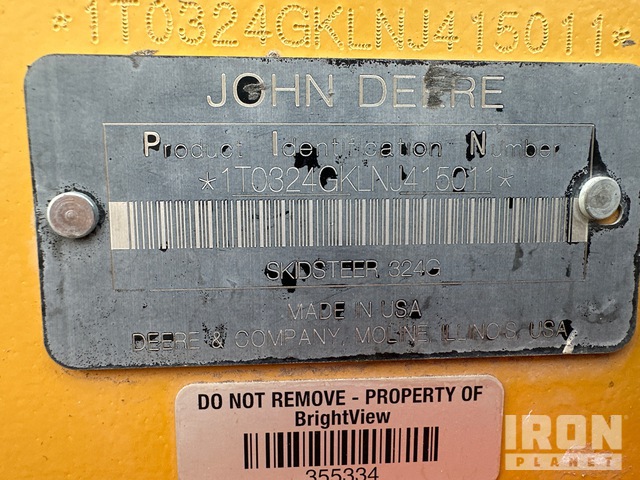 *1T0324GKLNJ415011*
JOHN DEERE
Product Identification Number
*1T0324GKLNJ415011*
SKIDSTEER 324G
MADE IN USA
DEERE & COMPANY MOLINE ILLINOIS USA
DO NOT REMOVE - PROPERTY OF
BrightView
355334
IRON
PLANET